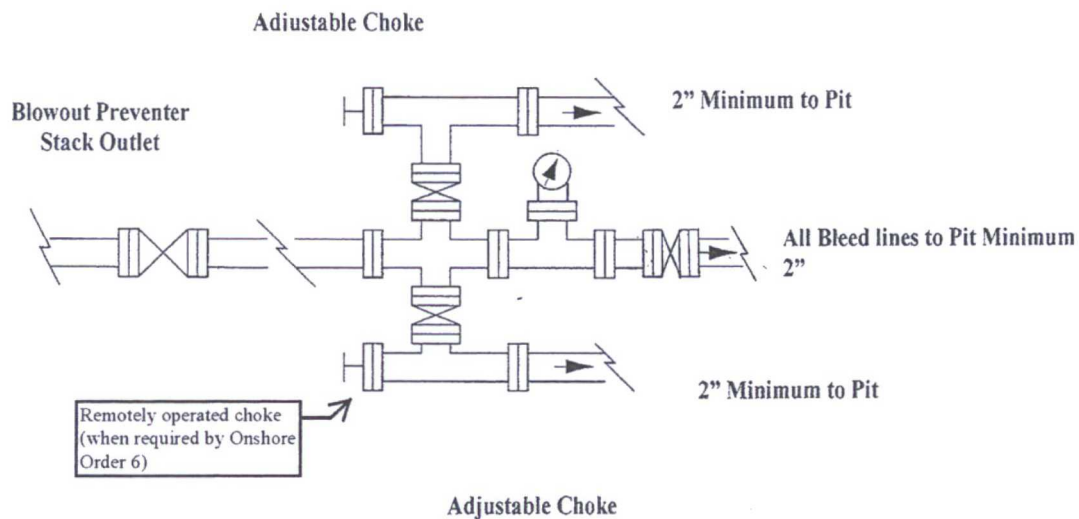 Adiustable Choke
Blowout Preventer
Stack Outlet
2" Minimum to Pit
All Bleed lines to Pit Minimum
2"
2" Minimum to Pit
Remotely operated choke
(when required by Onshore
Order 6)
Adjustable Choke